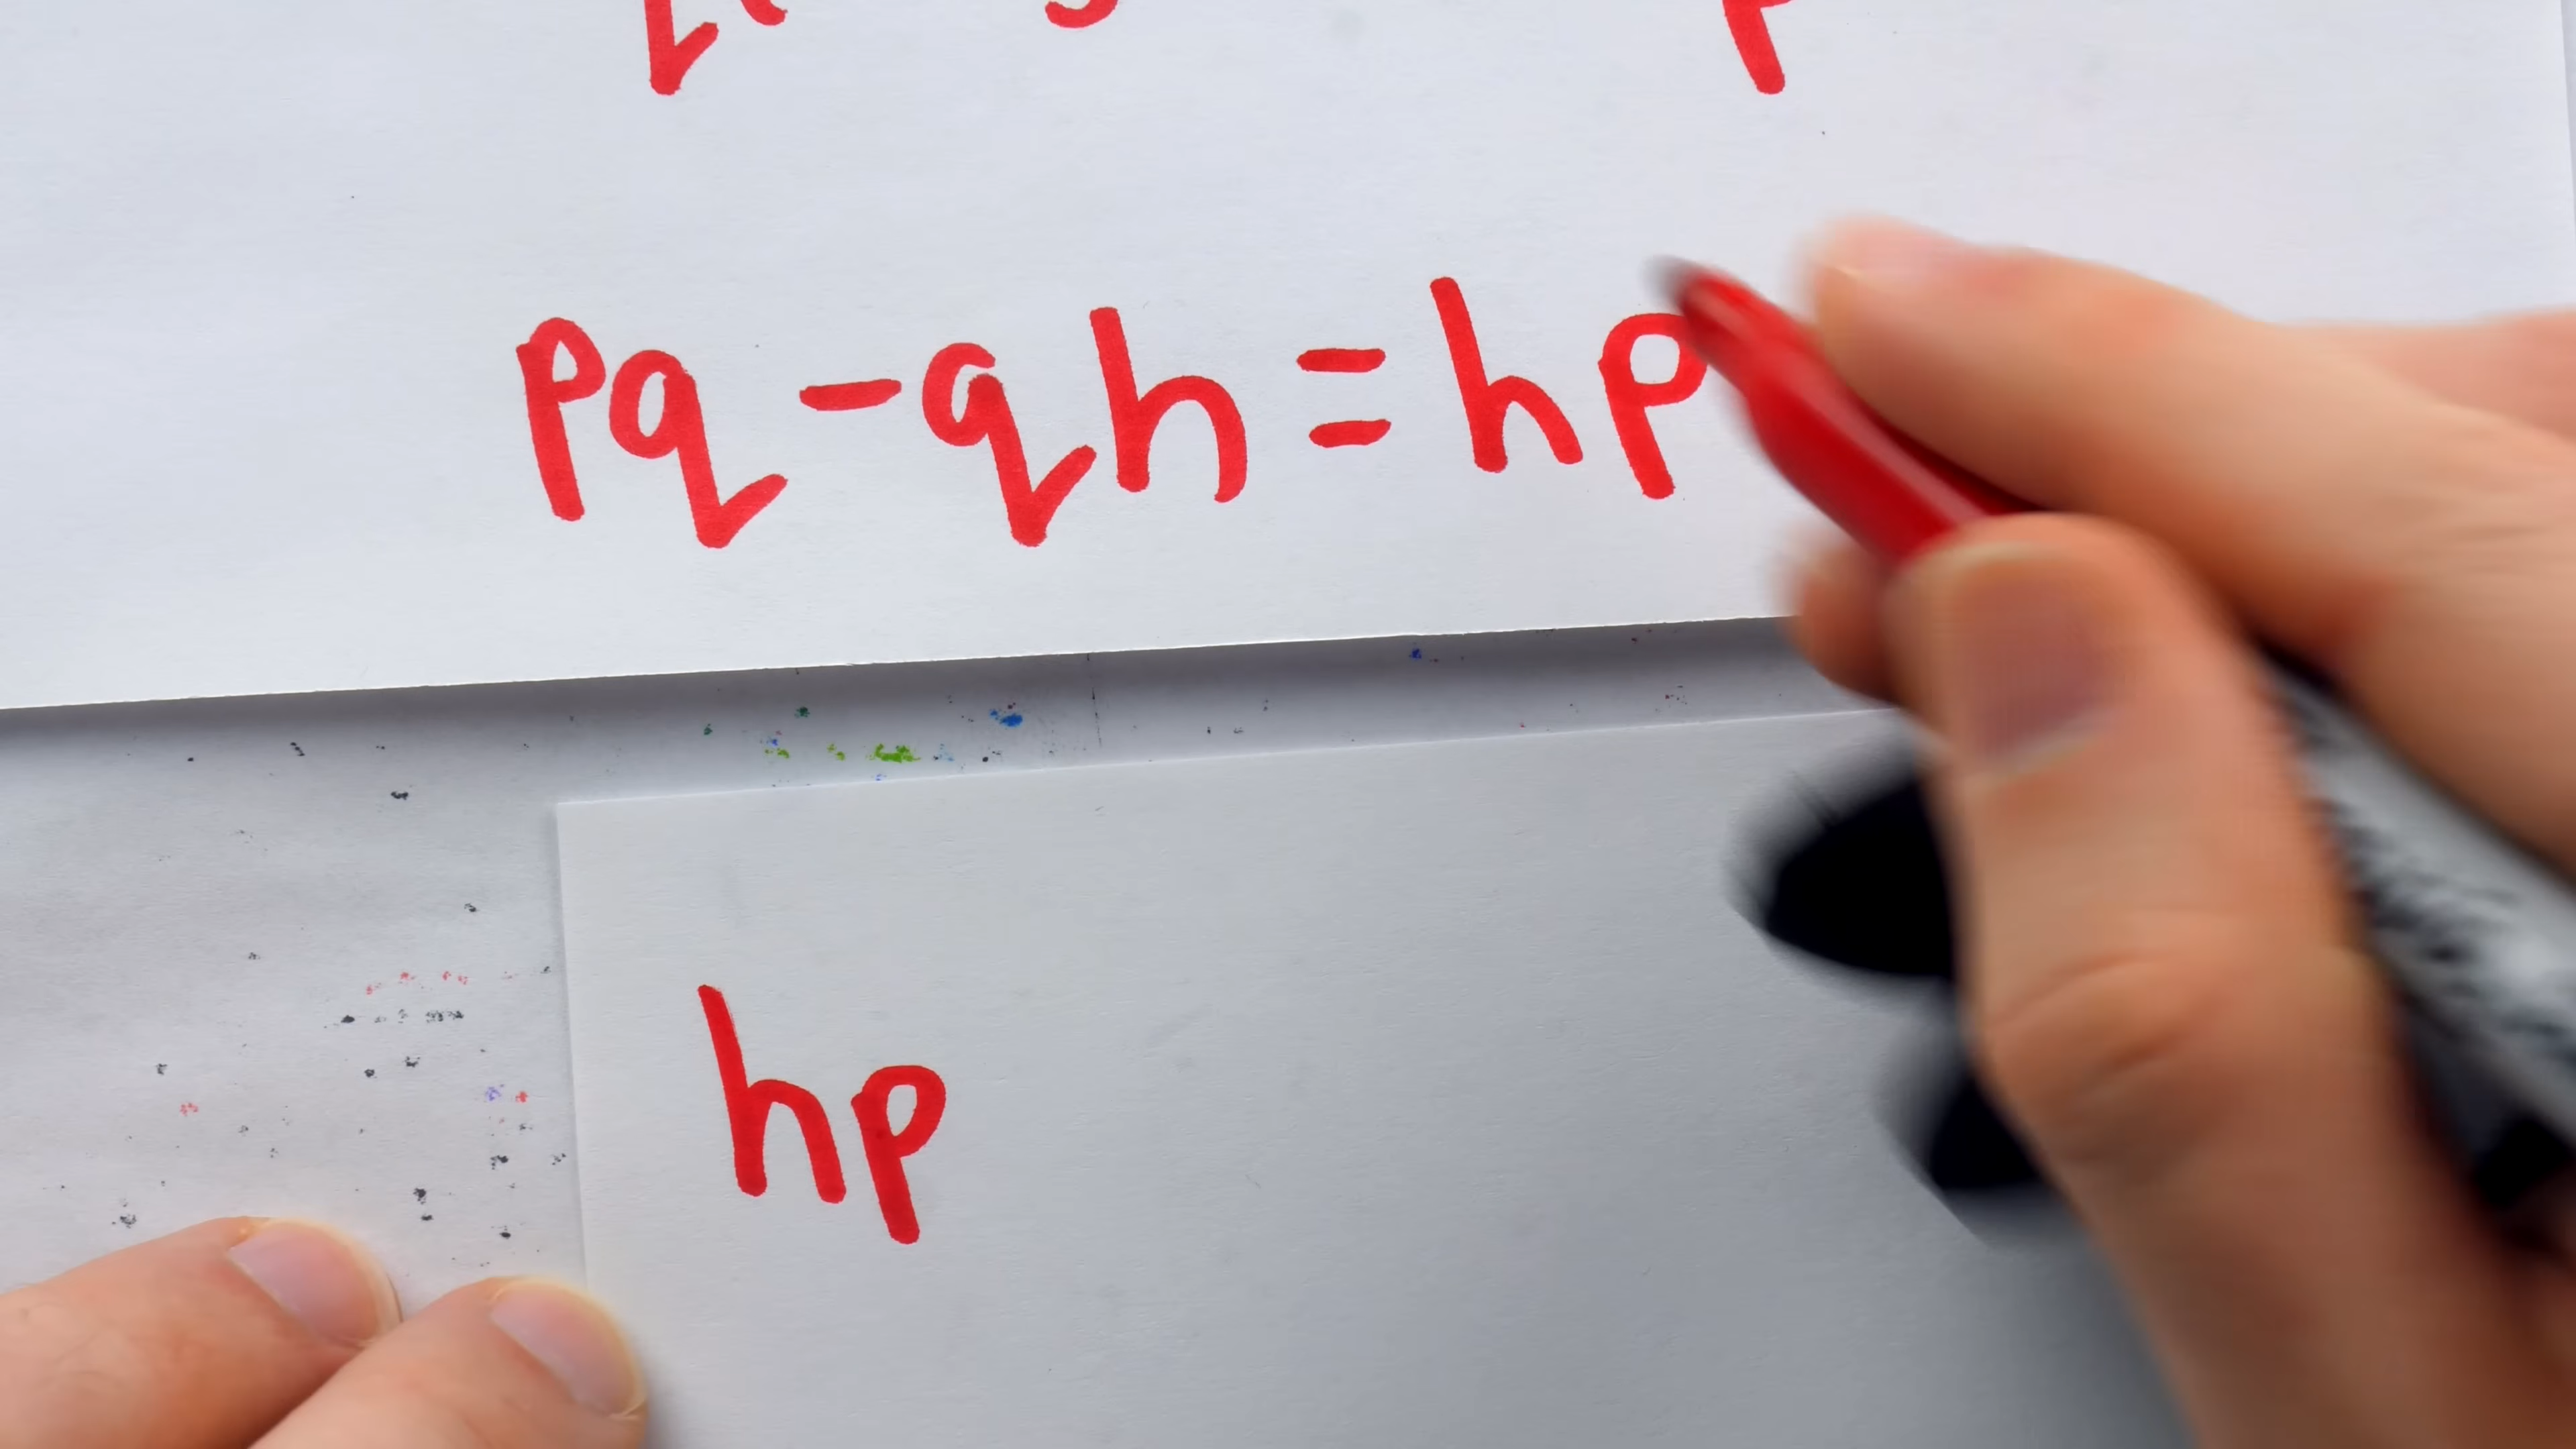 pq - qh = hp
hp